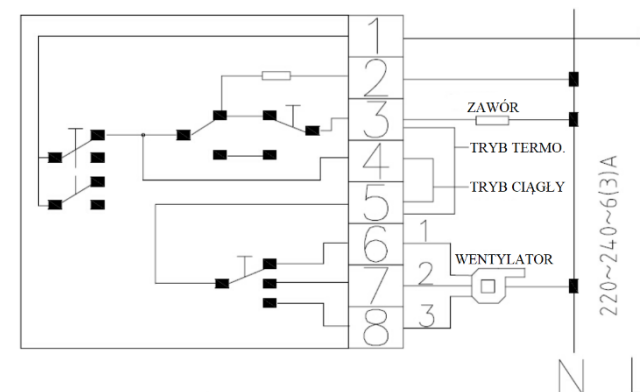 1
2
3
ZAWÓR
TRYB TERMO.
4
TRYB CIĄGŁY
5
6
1
WENTYLATOR
7
2
8
3
220~240~6(3)A
N